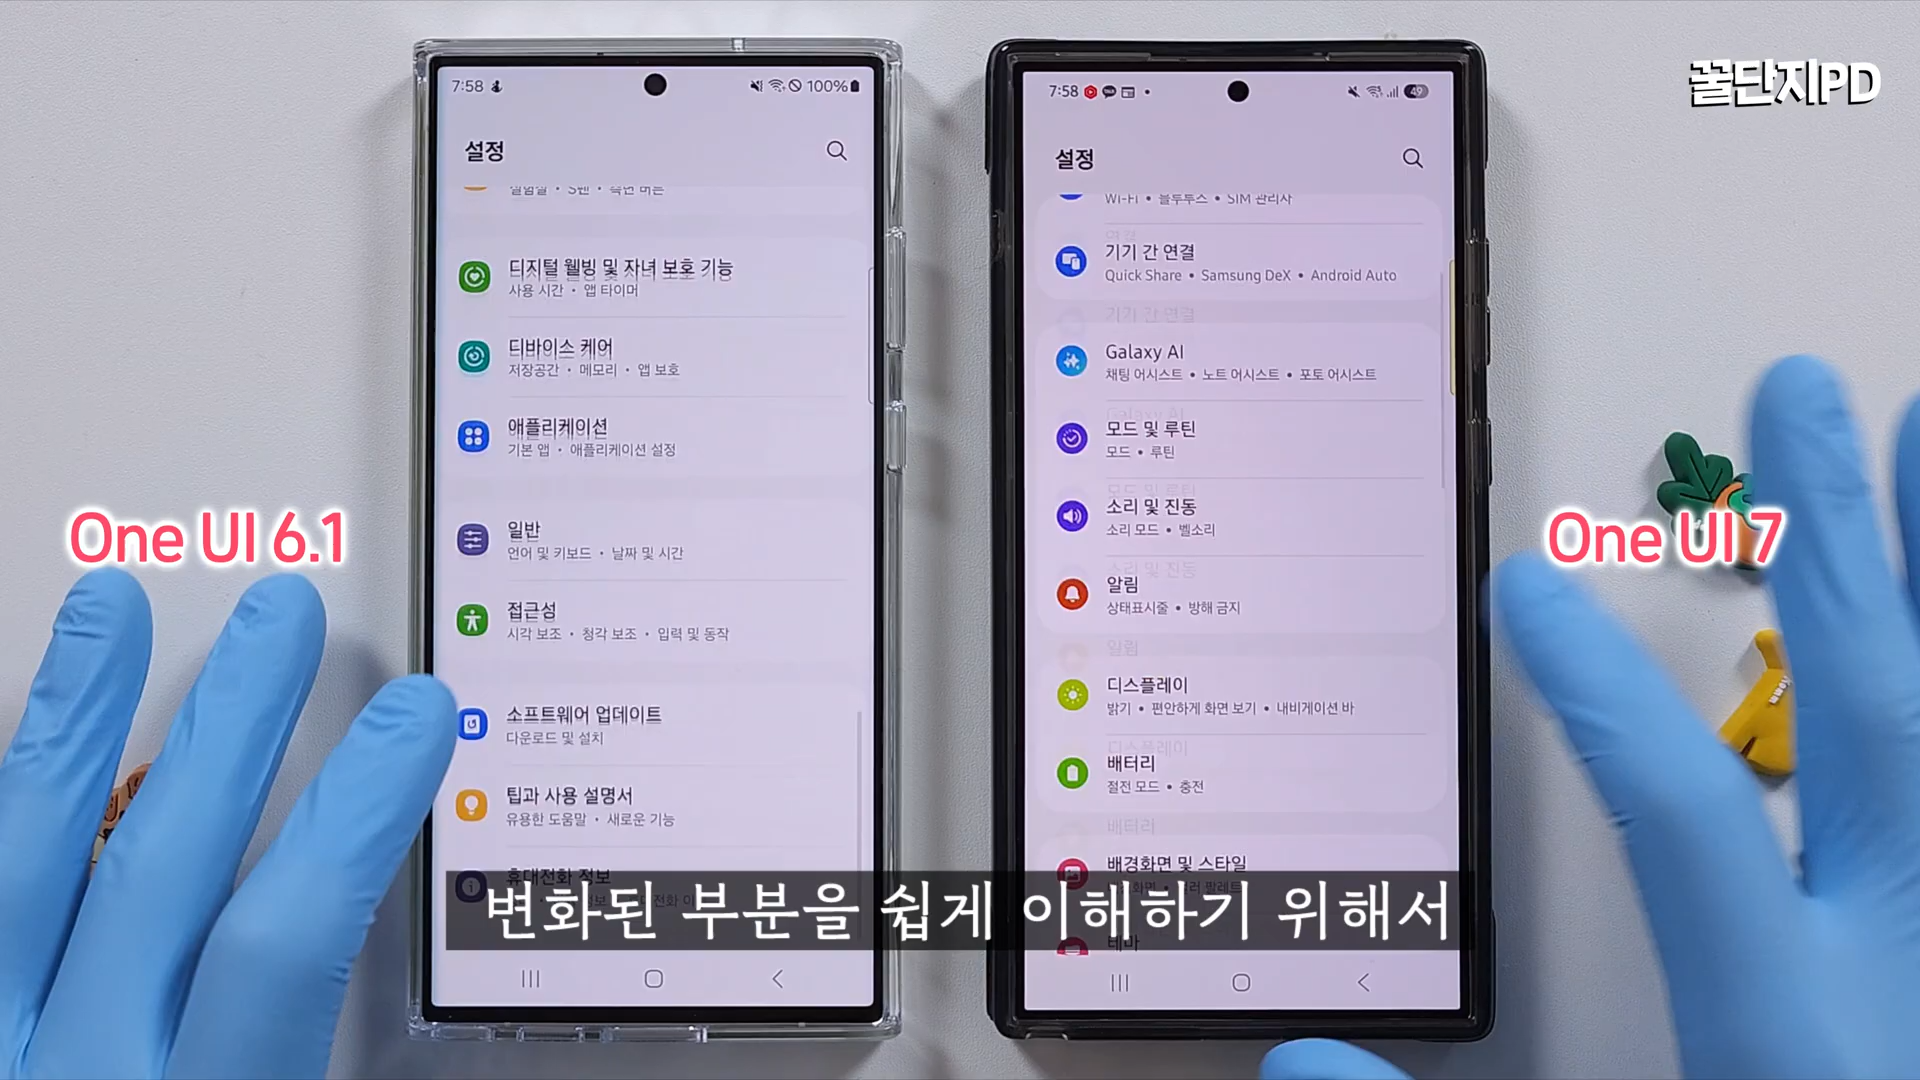 꿀단지PD
7:58
100%
설정
실험실 • S펜 • 측면 버튼
디지털 웰빙 및 자녀 보호 기능
사용 시간 • 앱 타이머
디바이스 케어
저장공간 • 메모리 • 앱 보호
애플리케이션
기본 앱 • 애플리케이션 설정
일반
언어 및 키보드 • 날짜 및 시간
접근성
시각 보조 • 청각 보조 • 입력 및 동작
소프트웨어 업데이트
다운로드 및 설치
팁과 사용 설명서
유용한 도움말 • 새로운 기능
휴대전화 정보
One UI 6.1
7:58
49
설정
Wi-Fi • 블루투스 • SIM 관리자
기기 간 연결
Quick Share • Samsung DeX • Android Auto
Galaxy AI
채팅 어시스트 • 노트 어시스트 • 포토 어시스트
모드 및 루틴
모드 • 루틴
소리 및 진동
소리 모드 • 벨소리
알림
상태표시줄 • 방해 금지
디스플레이
밝기 • 편안하게 화면 보기 • 내비게이션 바
배터리
절전 모드 • 충전
배경화면 및 스타일
테마
One UI 7
변화된 부분을 쉽게 이해하기 위해서